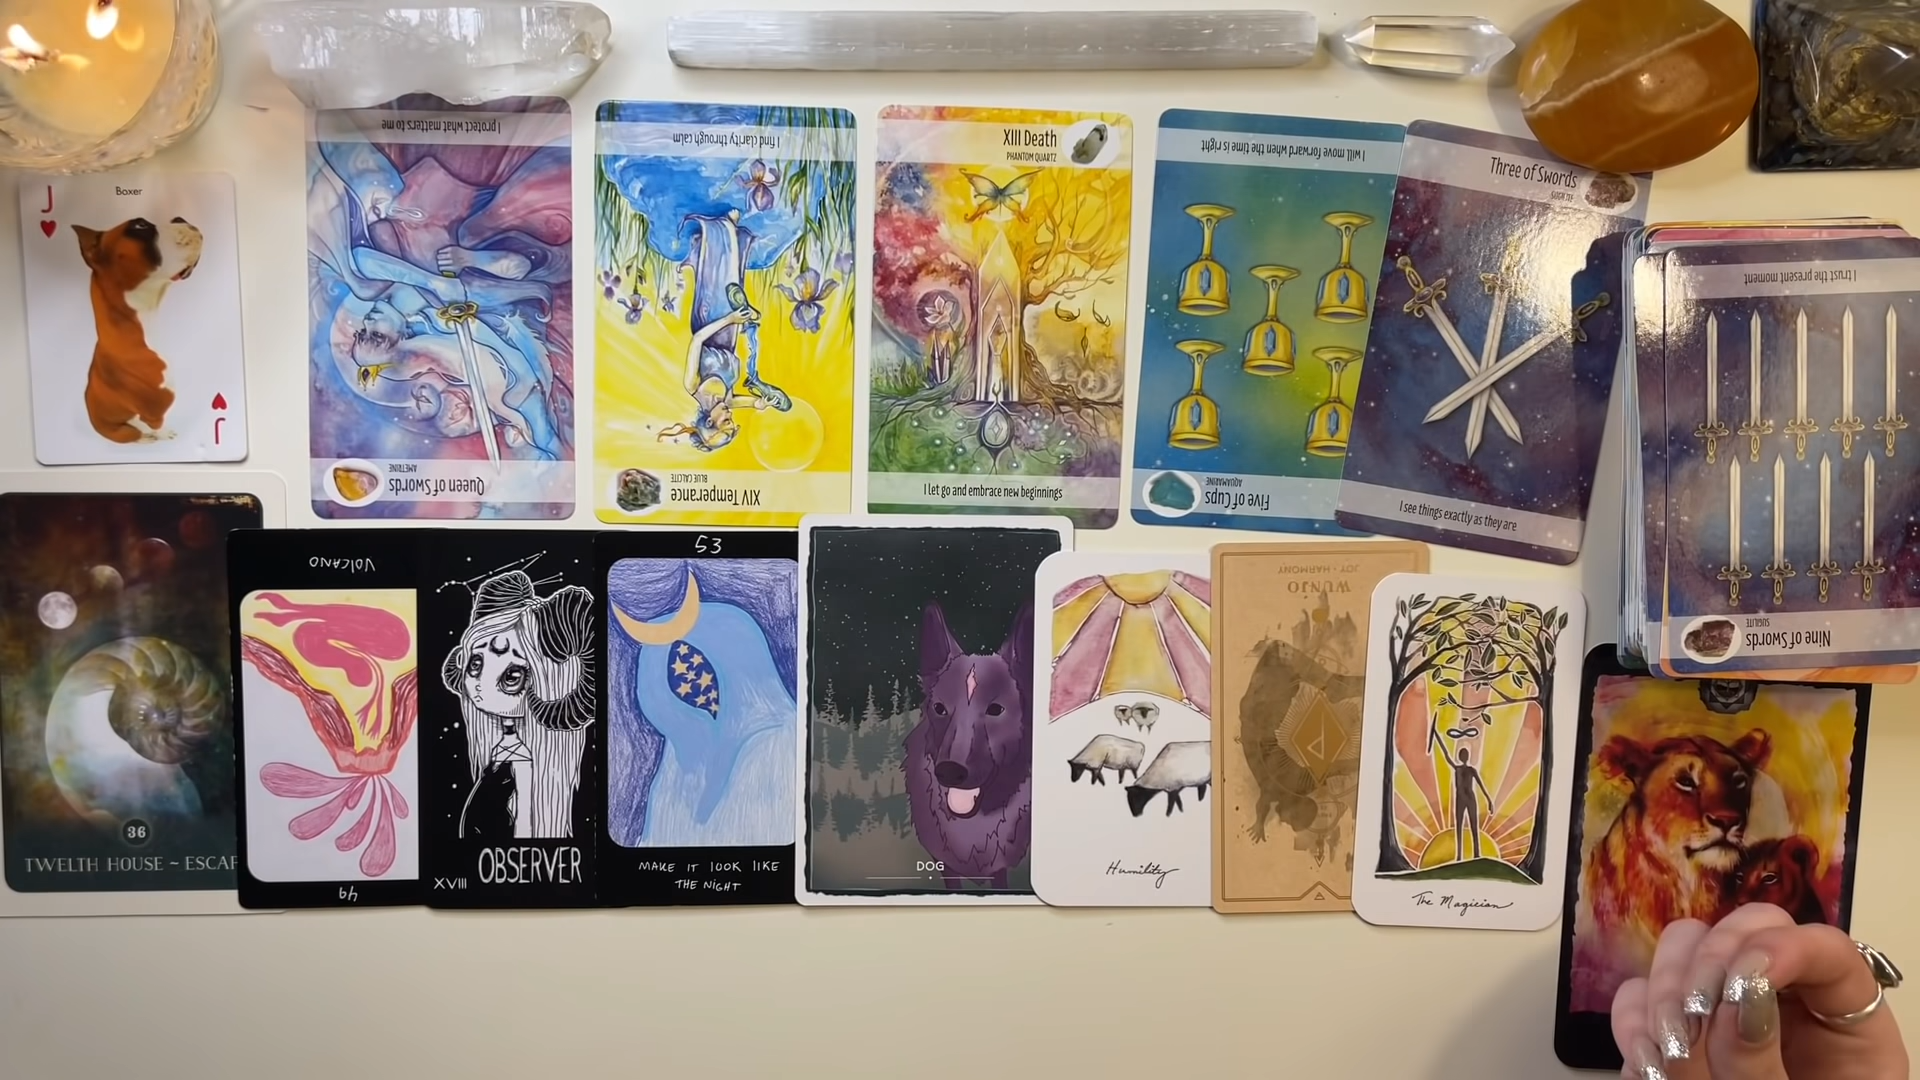 J
Boxer
J
I protect what matters to me
Queen of Swords
AMETRINE
I find clarity through calm
XIV Temperance
BLUE CALCITE
XIII Death
PHANTOM QUARTZ
I let go and embrace new beginnings
I will move forward when the time is right
Five of Cups
AQUAMARINE
Three of Swords
I see things exactly as they are
I trust the present moment
Nine of Swords
SUGILITE
36
TWELTH HOUSE ~ ESCAP
VOLCANO
49
XVIII
OBSERVER
53
MAKE IT LOOK LIKE
THE NIGHT
DOG
Humility
WUNJO
JOY • HARMONY
The Magician